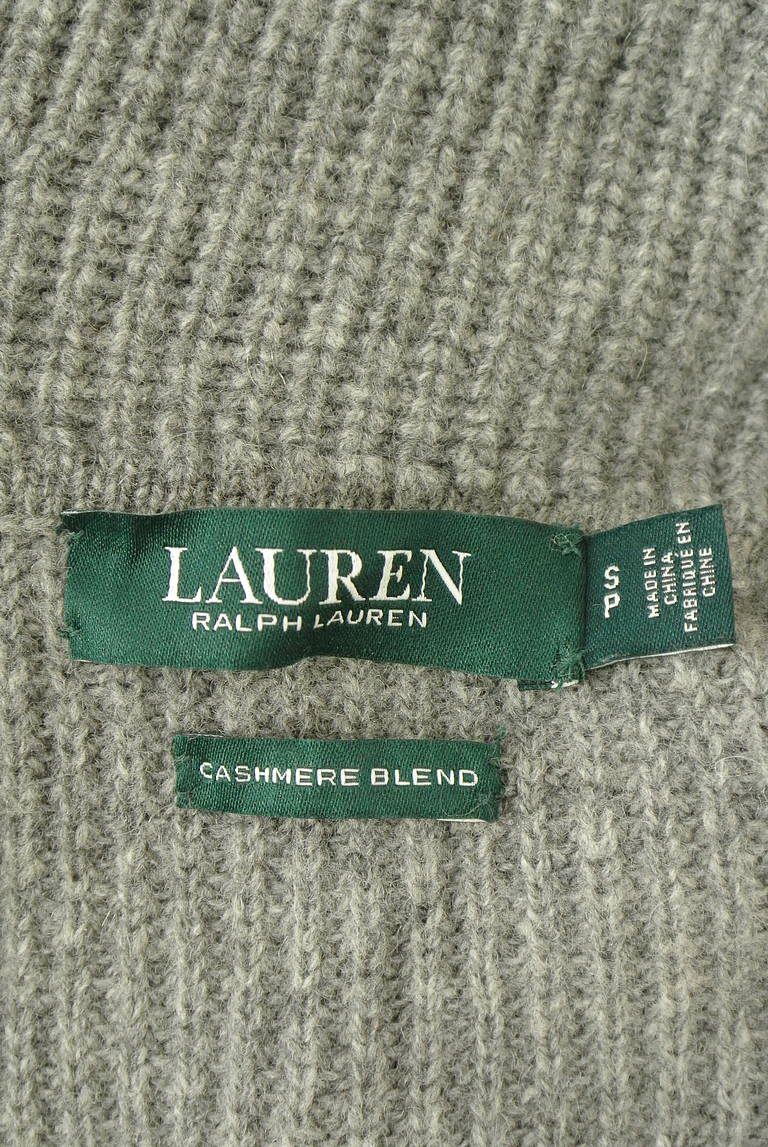 LAUREN
RALPH LAUREN
S
P
MADE IN
CHINA
FABRIQUÉ EN
CHINE
CASHMERE BLEND